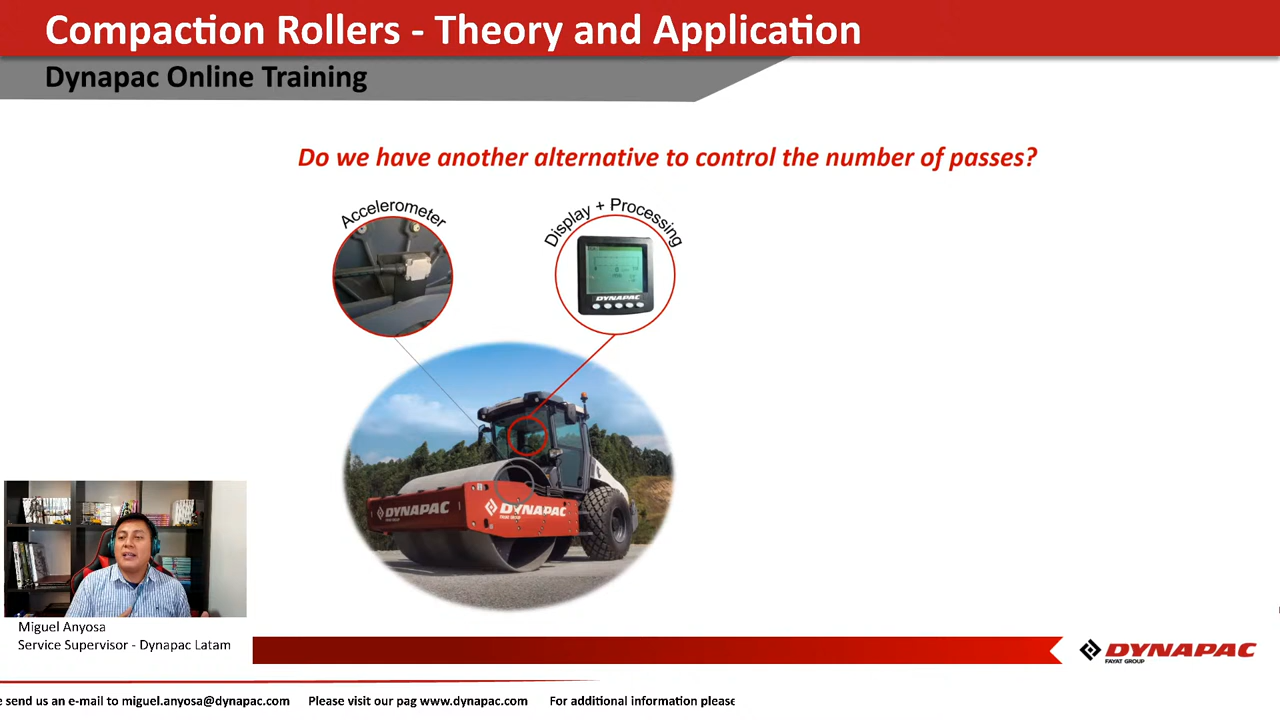 Compaction Rollers - Theory and Application
Dynapac Online Training
Do we have another alternative to control the number of passes?
Accelerometer
Display + Processing
DYNAPAC
DYNAPAC
DYNAPAC
FAYAT GROUP
Miguel Anyosa
Service Supervisor - Dynapac Latam
DYNAPAC
FAYAT GROUP
e send us an e-mail to miguel.anyosa@dynapac.com Please visit our pag www.dynapac.com For additional information please